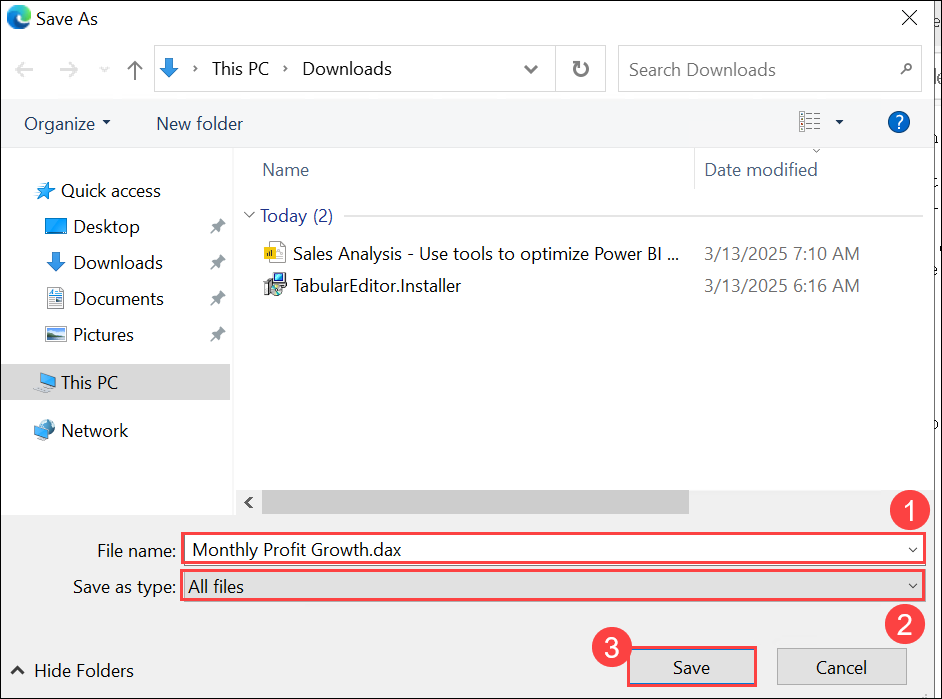 Save As
This PC
Downloads
Search Downloads
Organize
New folder
?
Name
Date modified
Quick access
Desktop
Downloads
Documents
Pictures
This PC
Network
Today (2)
Sales Analysis - Use tools to optimize Power BI ... 3/13/2025 7:10 AM
TabularEditor.Installer 3/13/2025 6:16 AM
1
File name: Monthly Profit Growth.dax
Save as type: All files
2
3
Hide Folders
Save
Cancel